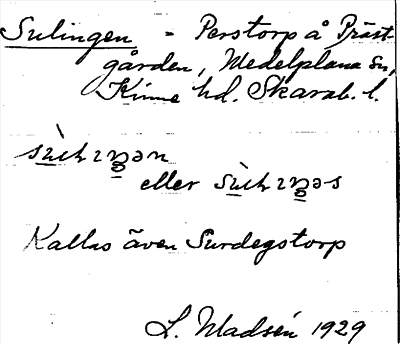 Sulingen - Perstorp å Präst-
gården, Medelplana sn,
Kinne hd. Skarab. l.
eller
Kallas även Surdegstorp
L. Madsén 1929